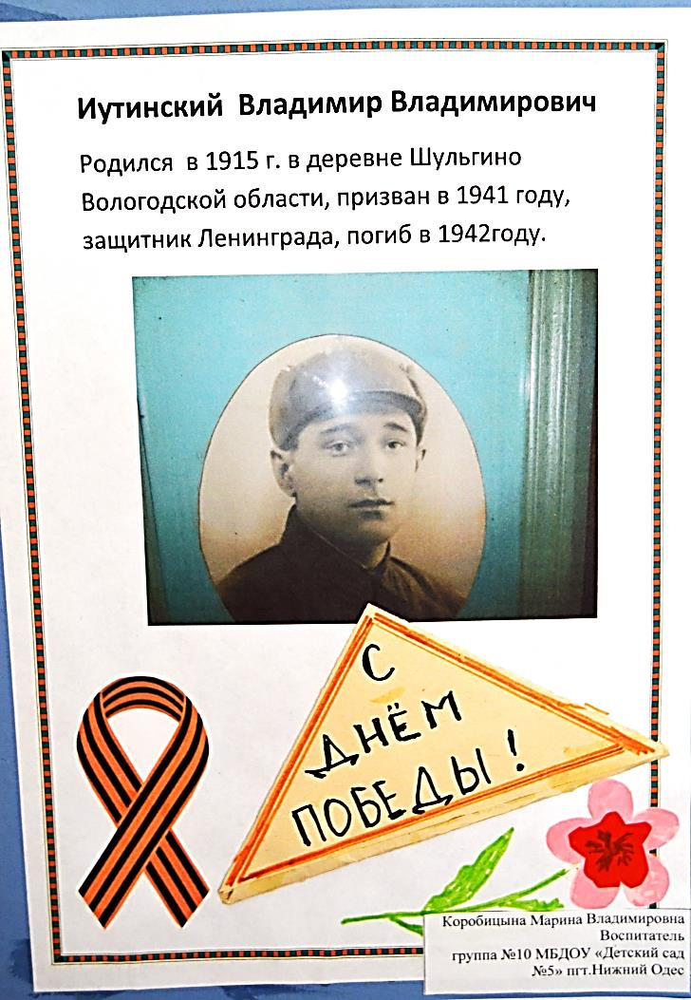 Иутинский Владимир Владимирович
Родился в 1915 г. в деревне Шульгино
Вологодской области, призван в 1941 году,
защитник Ленинграда, погиб в 1942году.
С
ДНЁМ
ПОБЕДЫ!
Коробицына Марина Владимировна
Воспитатель
группа №10 МБДОУ «Детский сад
№5» пгт.Нижний Одес